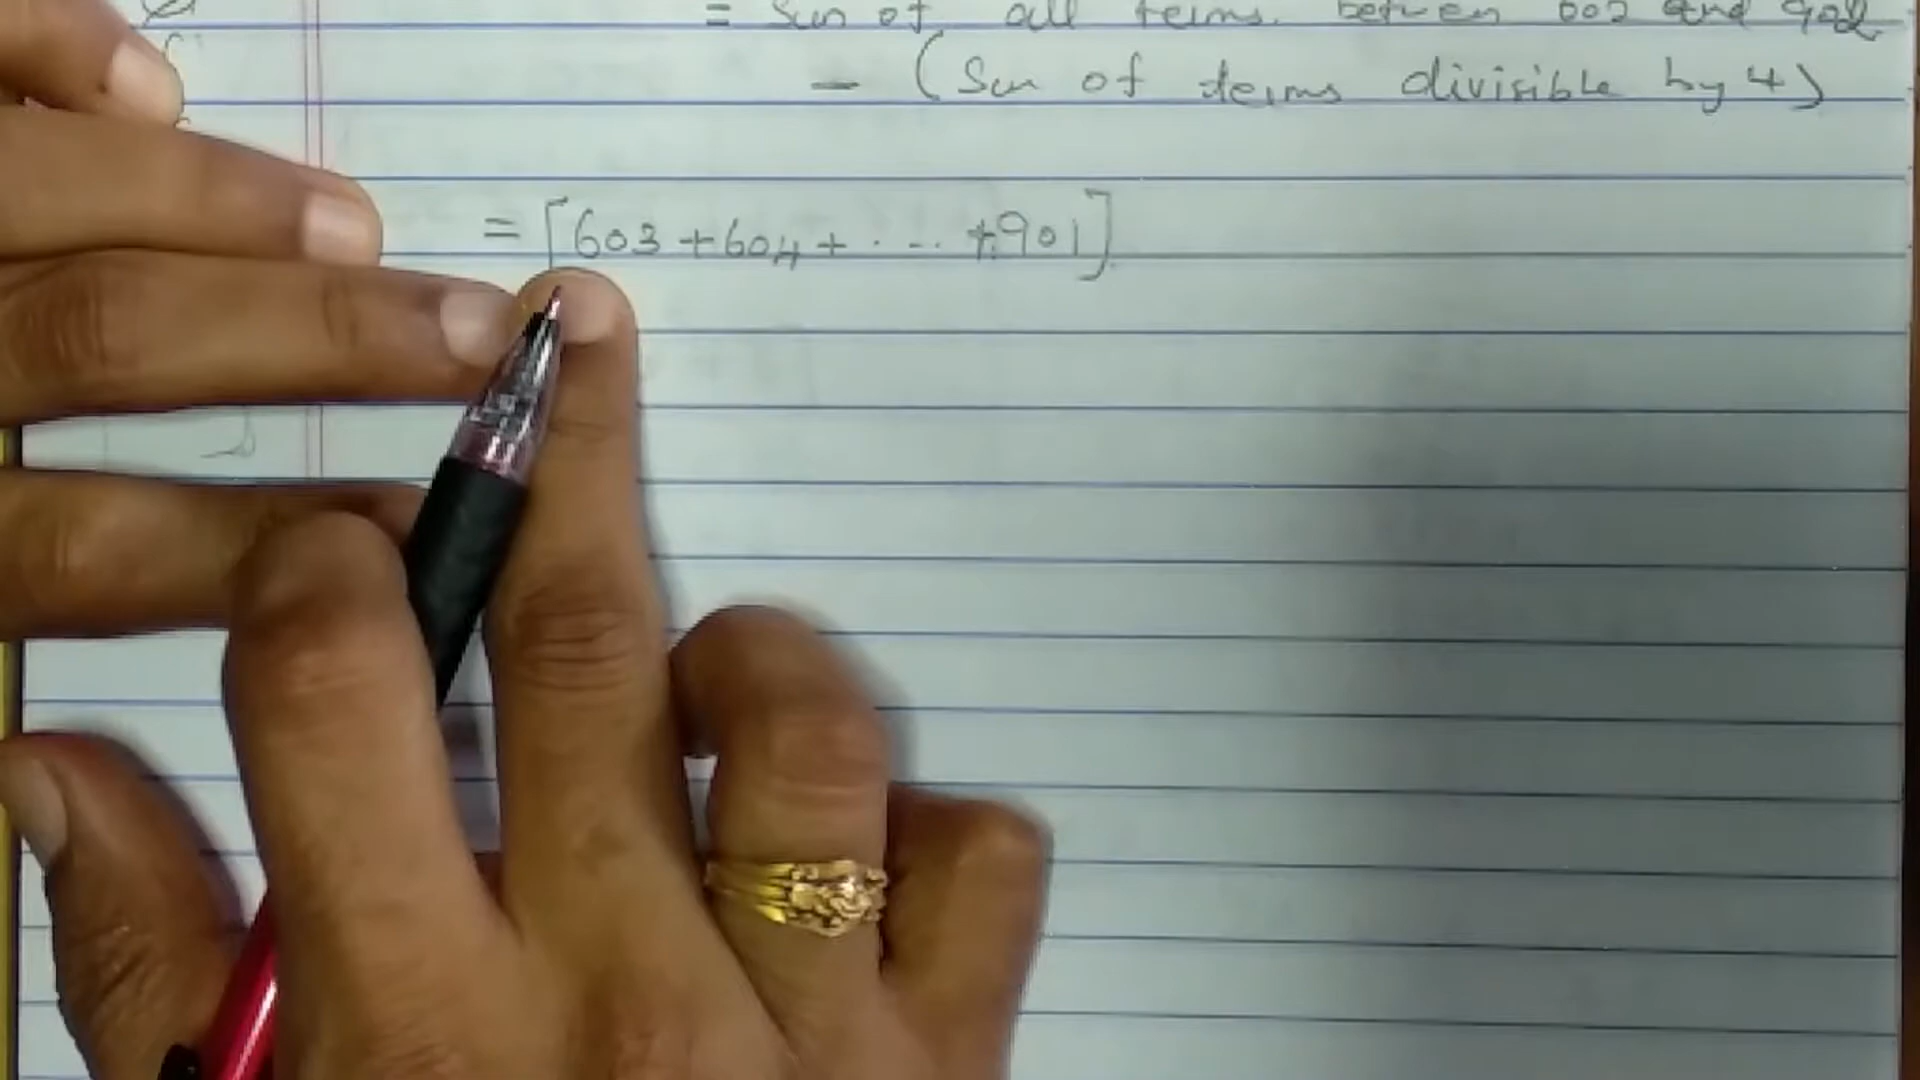 = Sum of all terms between 602 and 902
- (Sum of terms divisible by 4)
= [603 + 604 + . . . . + 901]